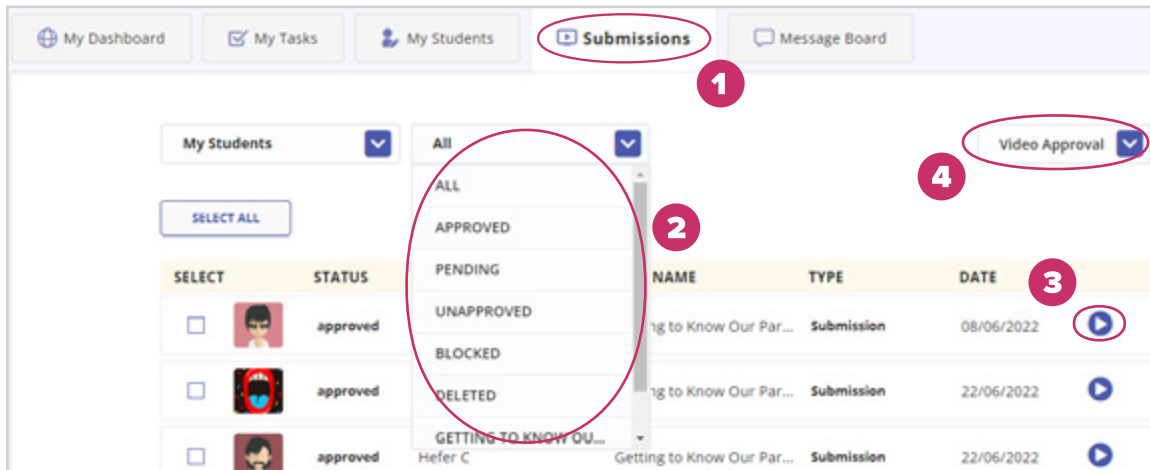 My Dashboard My Tasks My Students Submissions Message Board
1
My Students All Video Approval
4
ALL
SELECT ALL
APPROVED
2
PENDING
SELECT STATUS NAME TYPE DATE
3
UNAPPROVED
approved ng to Know Our Par... Submission 08/06/2022
BLOCKED
approved DELETED ng to Know Our Par... Submission 22/06/2022
GETTING TO KNOW OU...
approved Hefer C Getting to Know Our Par... Submission 22/06/2022